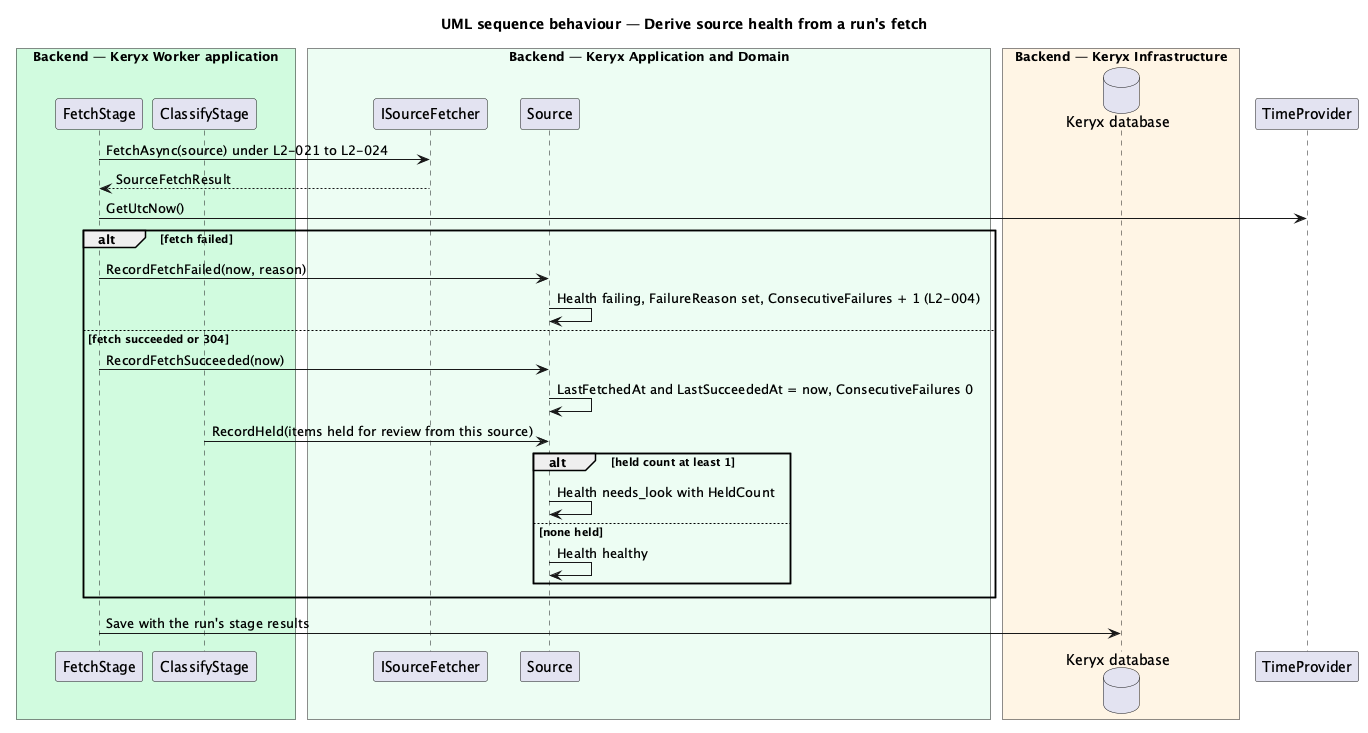 UML sequence behaviour — Derive source health from a run's fetch
Backend — Keryx Worker application
Backend — Keryx Application and Domain
Backend — Keryx Infrastructure
FetchStage
ClassifyStage
ISourceFetcher
Source
Keryx database
TimeProvider
FetchAsync(source) under L2-021 to L2-024
SourceFetchResult
GetUtcNow()
alt
[fetch failed]
RecordFetchFailed(now, reason)
Health failing, FailureReason set, ConsecutiveFailures + 1 (L2-004)
[fetch succeeded or 304]
RecordFetchSucceeded(now)
LastFetchedAt and LastSucceededAt = now, ConsecutiveFailures 0
RecordHeld(items held for review from this source)
alt
[held count at least 1]
Health needs_look with HeldCount
[none held]
Health healthy
Save with the run's stage results
FetchStage
ClassifyStage
ISourceFetcher
Source
Keryx database
TimeProvider